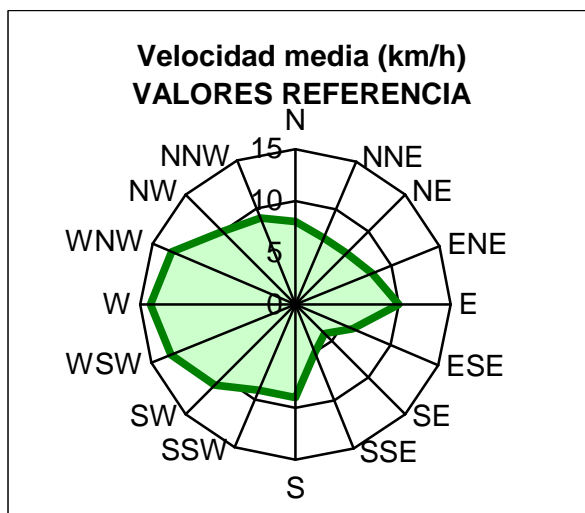 Velocidad media (km/h)
VALORES REFERENCIA
N
NNW 15 NNE
NW 10 NE
WNW 5 ENE
W 0 E
WSW ESE
SW SE
SSW SSE
S